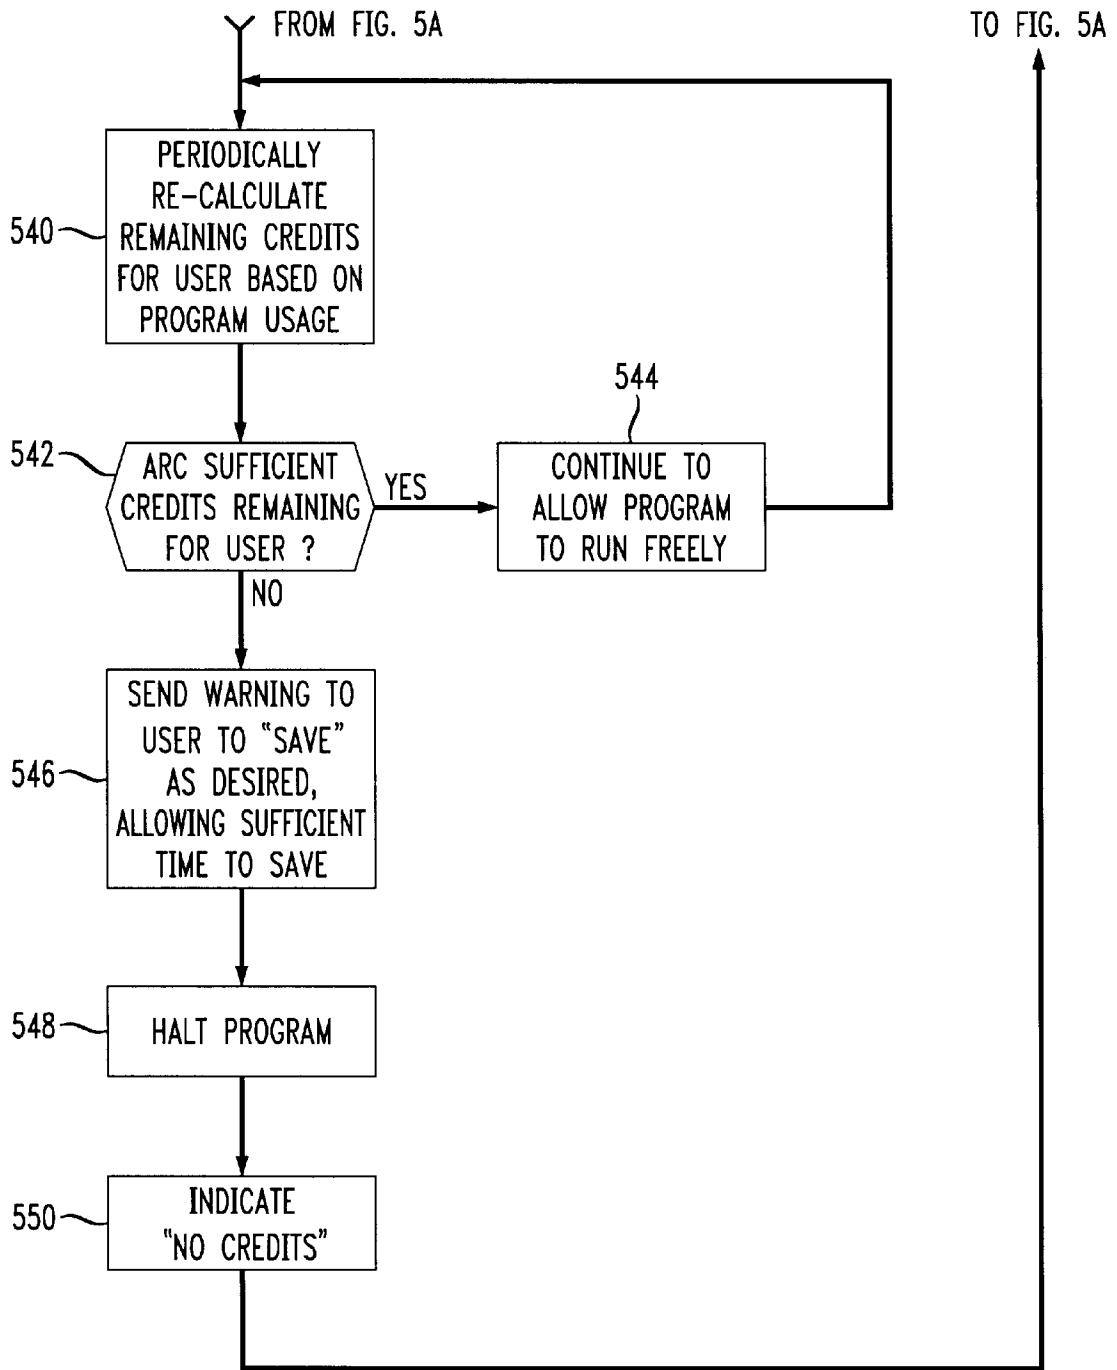 FROM FIG. 5A
TO FIG. 5A
540
PERIODICALLY
RE-CALCULATE
REMAINING CREDITS
FOR USER BASED ON
PROGRAM USAGE
542
ARC SUFFICIENT
CREDITS REMAINING
FOR USER ?
YES
NO
544
CONTINUE TO
ALLOW PROGRAM
TO RUN FREELY
546
SEND WARNING TO
USER TO "SAVE"
AS DESIRED,
ALLOWING SUFFICIENT
TIME TO SAVE
548
HALT PROGRAM
550
INDICATE
"NO CREDITS"